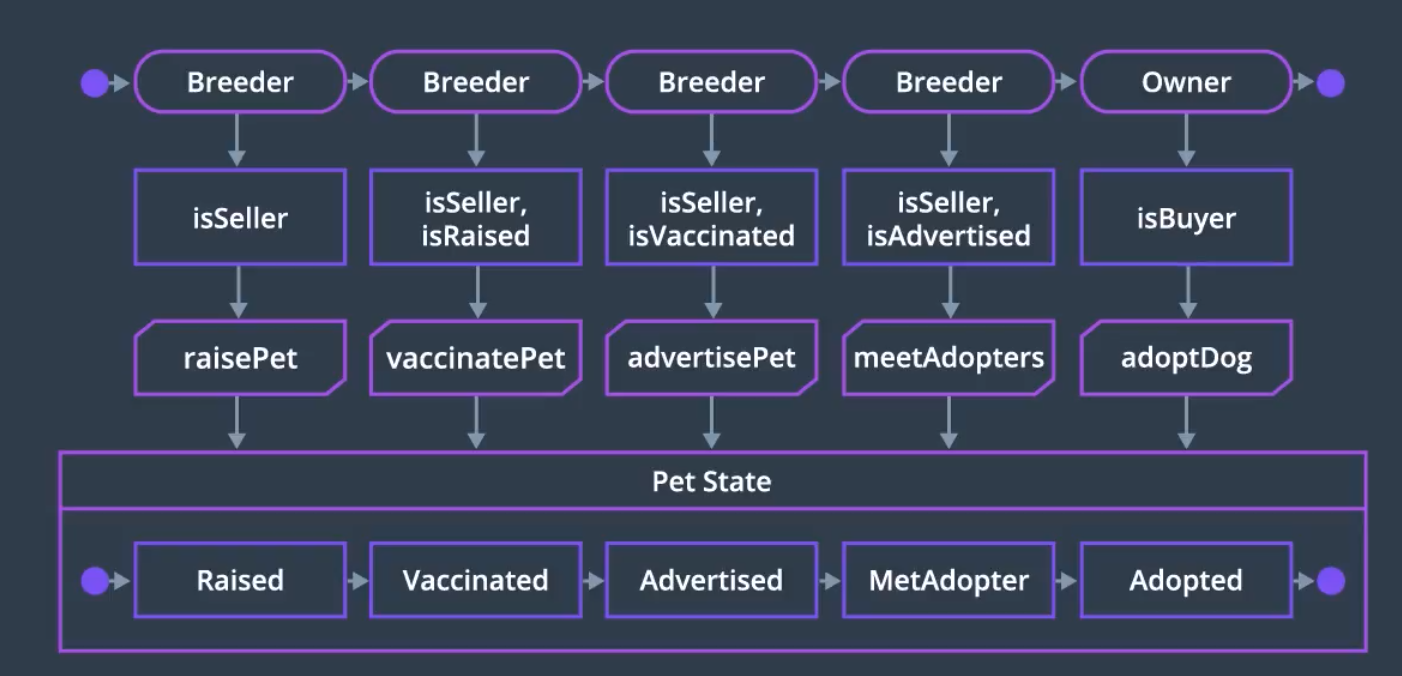 Breeder
Breeder
Breeder
Breeder
Owner
isSeller
isSeller,
isRaised
isSeller,
isVaccinated
isSeller,
isAdvertised
isBuyer
raisePet
vaccinatePet
advertisePet
meetAdopters
adoptDog
Pet State
Raised
Vaccinated
Advertised
MetAdopter
Adopted